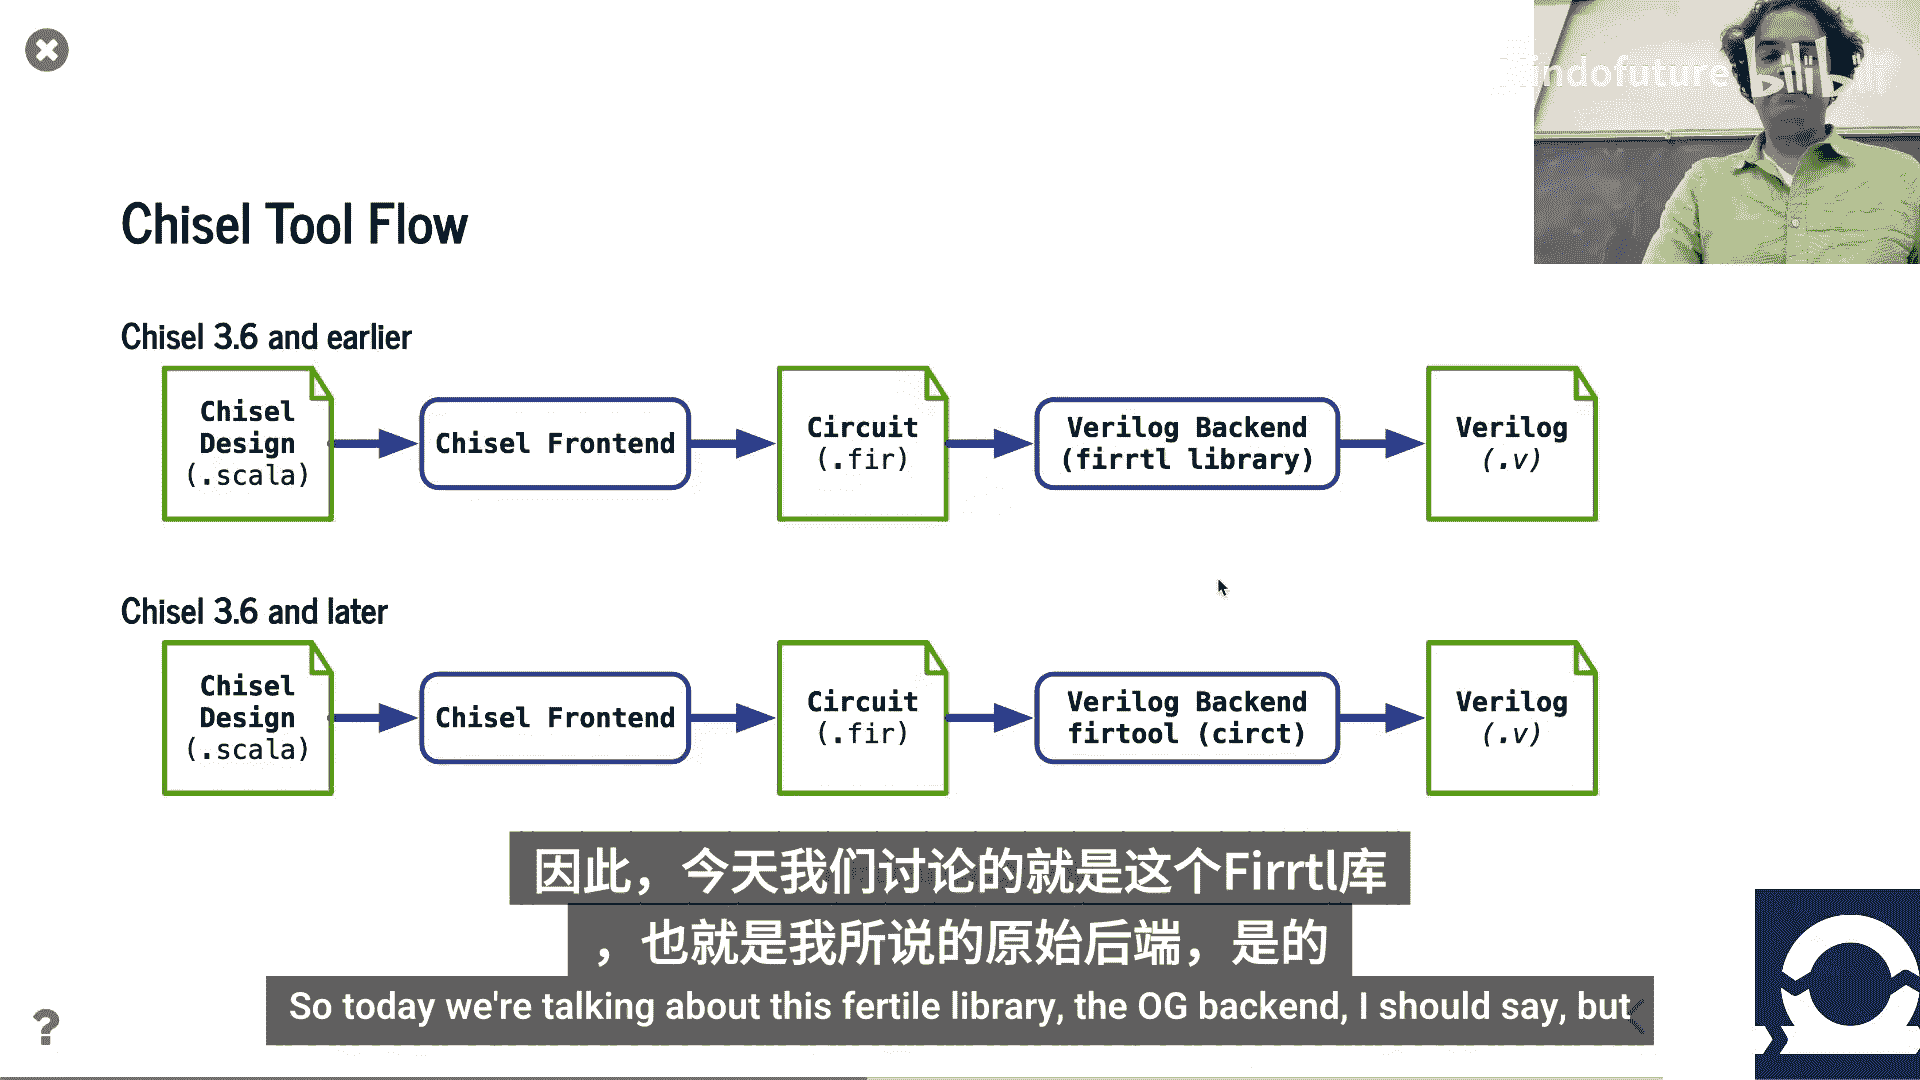 indofuture bilibili
Chisel Tool Flow
Chisel 3.6 and earlier
Chisel
Design
(.scala)
Chisel Frontend
Circuit
(.fir)
Verilog Backend
(firrtl library)
Verilog
(.v)
Chisel 3.6 and later
Chisel
Design
(.scala)
Chisel Frontend
Circuit
(.fir)
Verilog Backend
firtool (circt)
Verilog
(.v)
因此，今天我们讨论的就是这个Firrtl库
，也就是我所说的原始后端，是的
So today we're talking about this fertile library, the OG backend, I should say, but
?